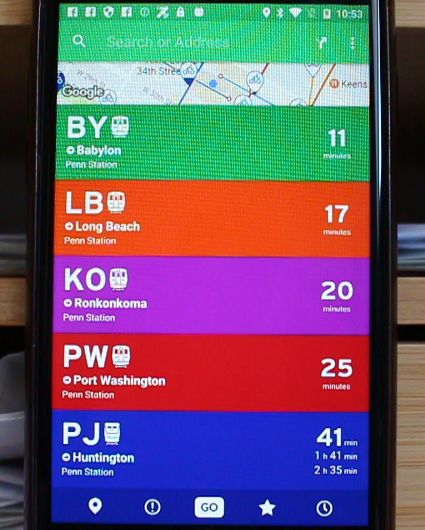 10:53
Search or Address
34th Street
Google
Keens
BY
Babylon
Penn Station
11
minutes
LB
Long Beach
Penn Station
17
minutes
KO
Ronkonkoma
Penn Station
20
minutes
PW
Port Washington
Penn Station
25
minutes
PJ
Huntington
Penn Station
41 min
1 h 41 min
2 h 35 min
GO